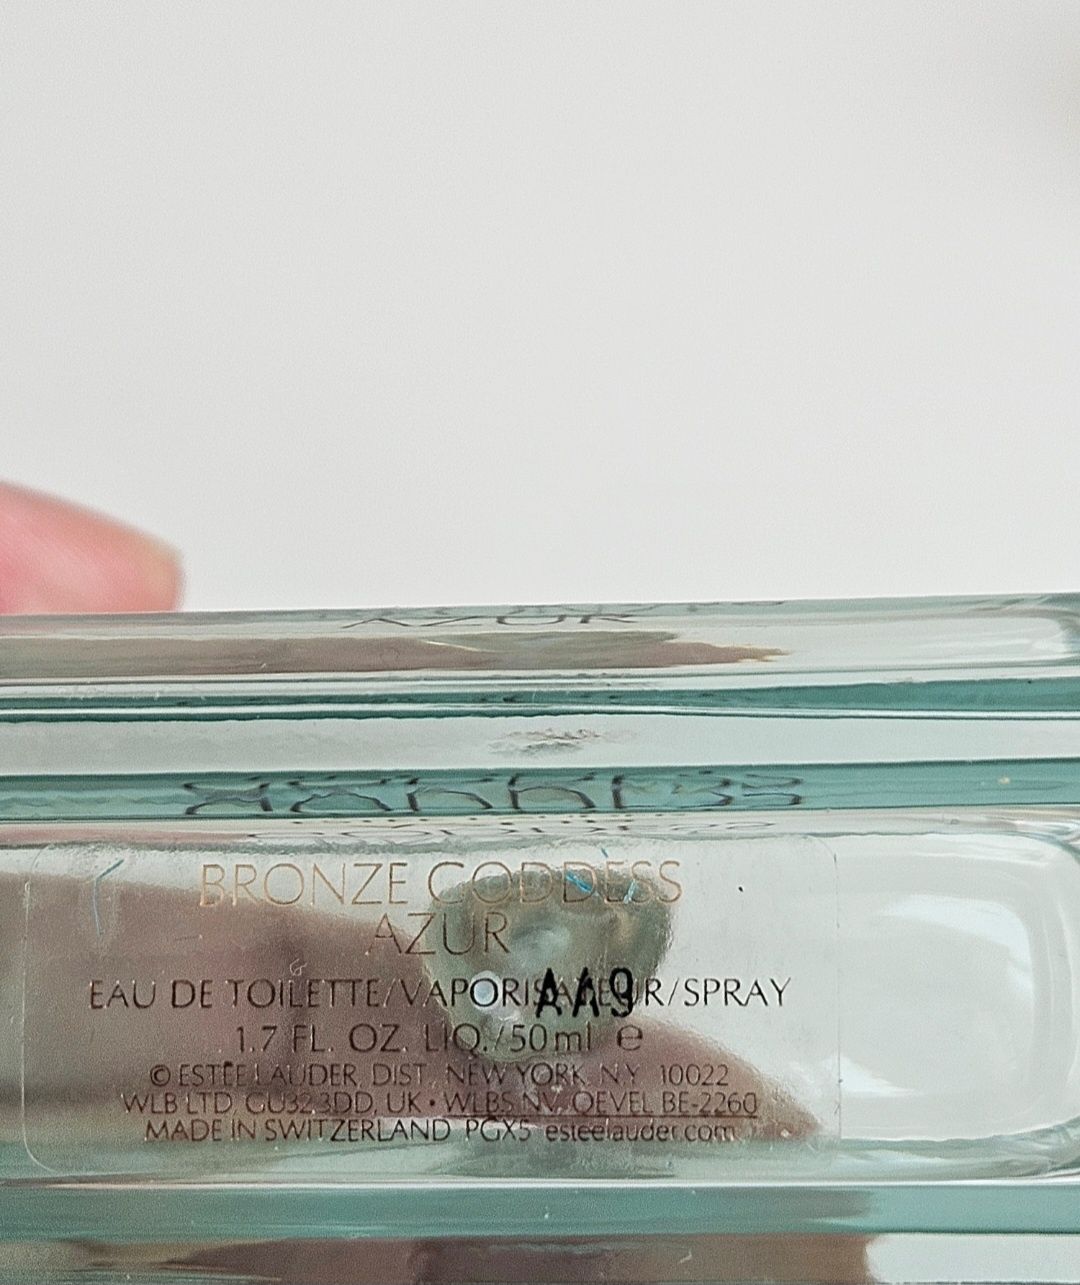 BRONZE GODDESS
AZUR
EAU DE TOILETTE/VAPORISATEUR/SPRAY
AA9
1.7 FL. OZ. LIQ./50ml e
© ESTĒE LAUDER, DIST. NEW YORK, N.Y. 10022
WLB LTD, GU32 3DD, UK • WLBS NV, OEVEL BE-2260
MADE IN SWITZERLAND PGX5 esteelauder.com